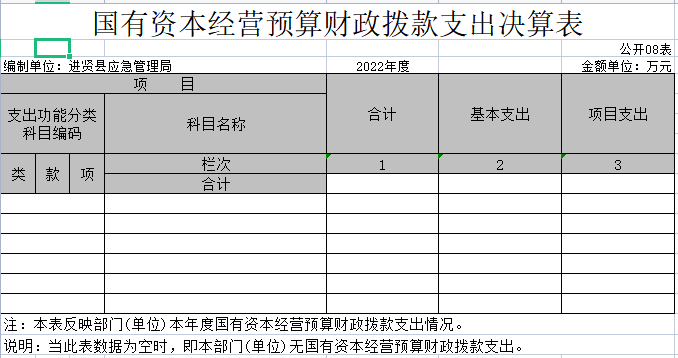 国有资本经营预算财政拨款支出决算表
公开08表
编制单位：进贤县应急管理局 2022年度 金额单位：万元
项 目
支出功能分类科目编码 科目名称 合计 基本支出 项目支出
类 款 项 栏次 1 2 3
合计
注：本表反映部门(单位)本年度国有资本经营预算财政拨款支出情况。
说明：当此表数据为空时，即本部门(单位)无国有资本经营预算财政拨款支出。